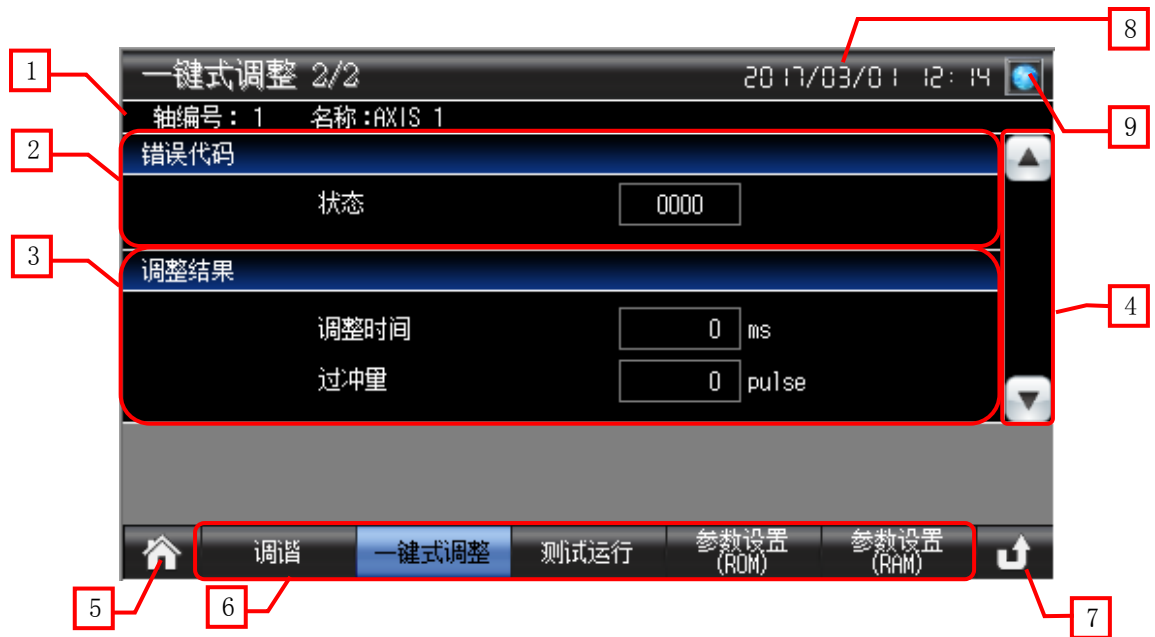 8
1
一键式调整 2/2
2017/03/01 12:14
轴编号：1 名称:AXIS 1
9
2
错误代码
状态 0000
3
调整结果
4
调整时间 0 ms
过冲量 0 pulse
调谐
一键式调整
测试运行
参数设置
(ROM)
参数设置
(RAM)
5
6
7